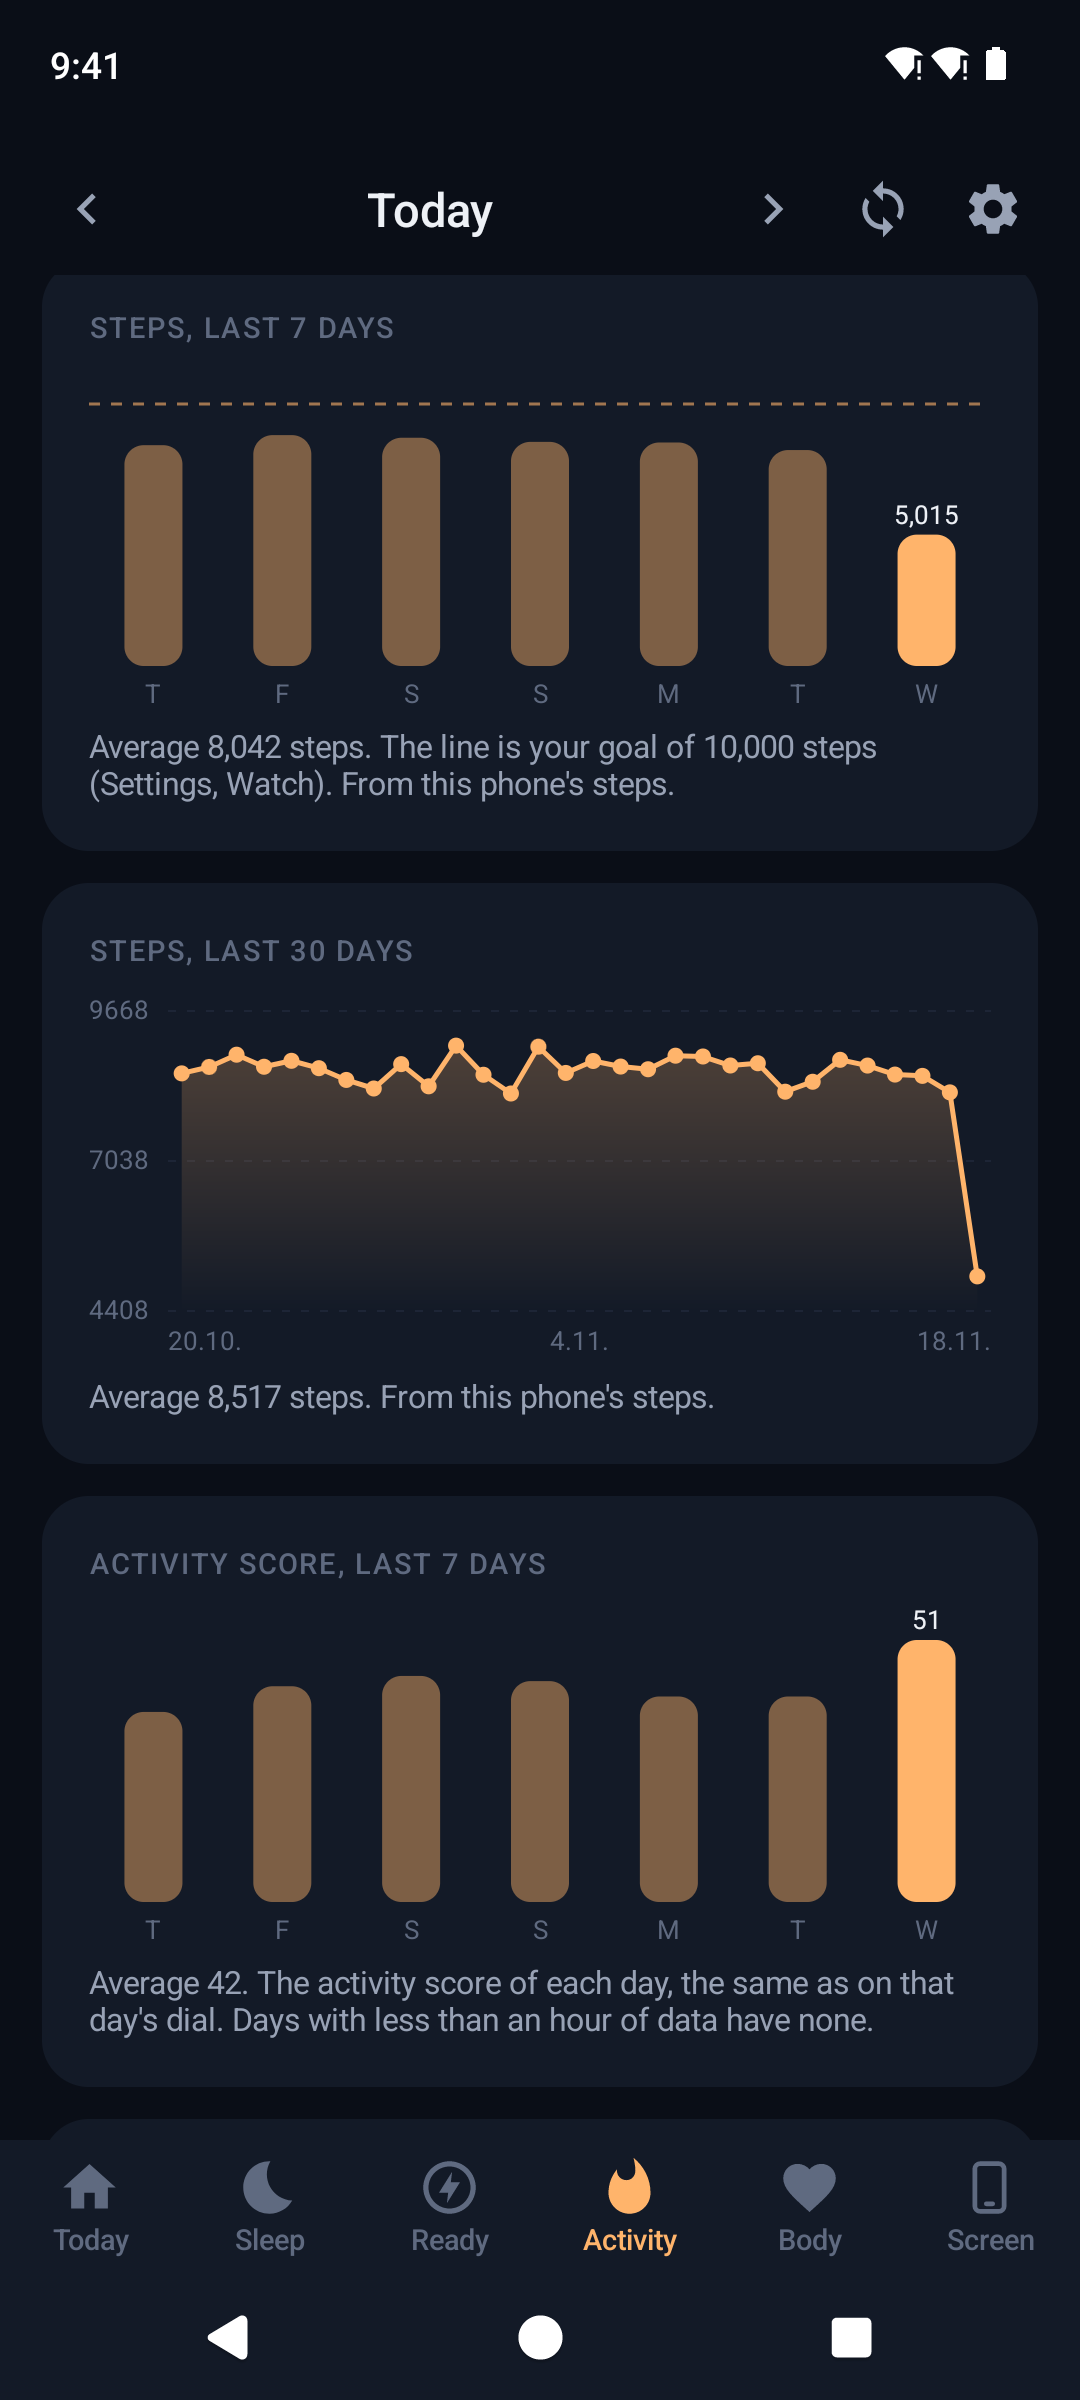 9:41
Today
STEPS, LAST 7 DAYS
5,015
T F S S M T W
Average 8,042 steps. The line is your goal of 10,000 steps
(Settings, Watch). From this phone's steps.
STEPS, LAST 30 DAYS
9668
7038
4408
20.10. 4.11. 18.11.
Average 8,517 steps. From this phone's steps.
ACTIVITY SCORE, LAST 7 DAYS
51
T F S S M T W
Average 42. The activity score of each day, the same as on that
day's dial. Days with less than an hour of data have none.
Today Sleep Ready Activity Body Screen